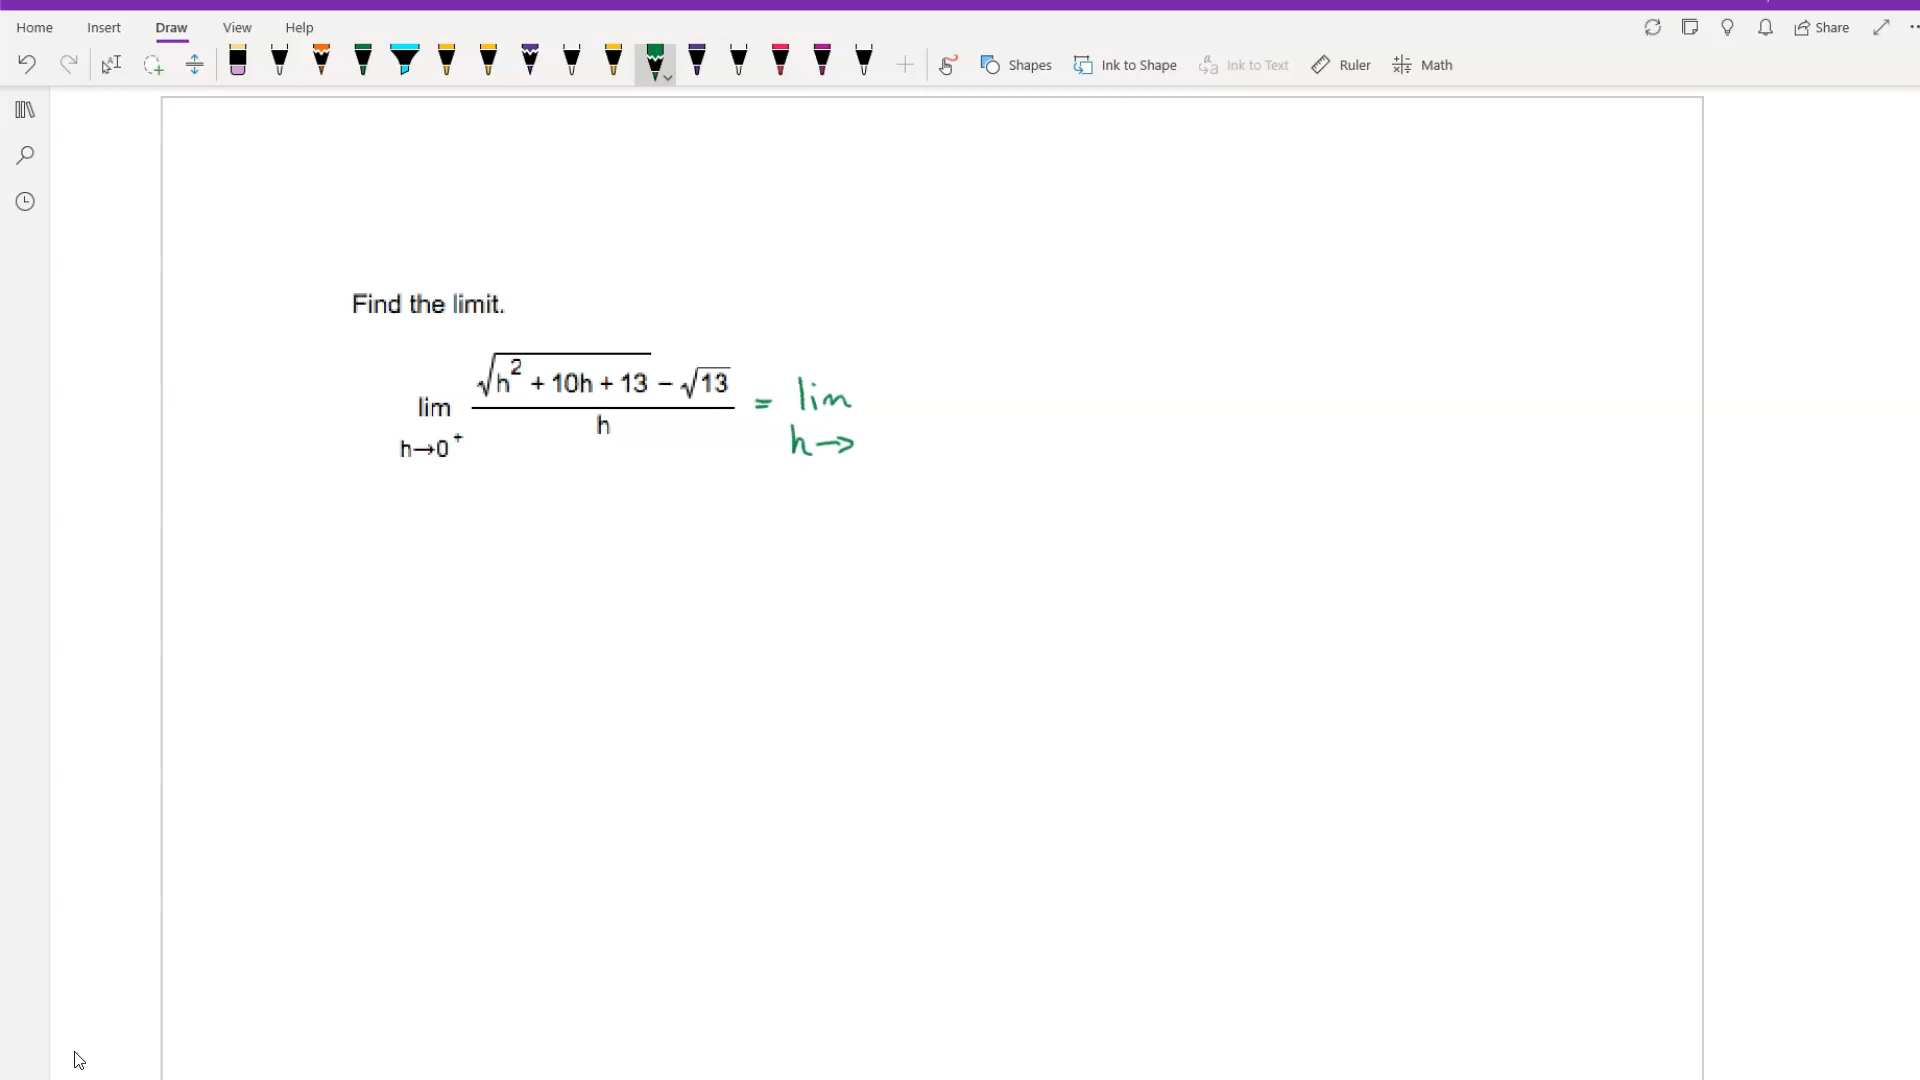 Home Insert Draw View Help Share
Shapes Ink to Shape Ink to Text Ruler Math
Find the limit.
lim h→0⁺ (√(h² + 10h + 13) − √13) / h = lim h→